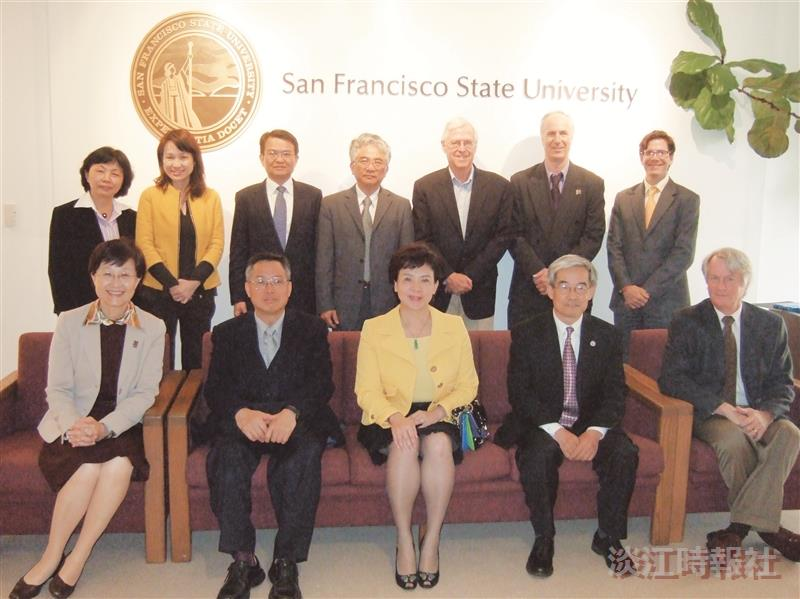 SAN FRANCISCO STATE UNIVERSITY
EXPERIENTIA DOCET
San Francisco State University
淡江時報社